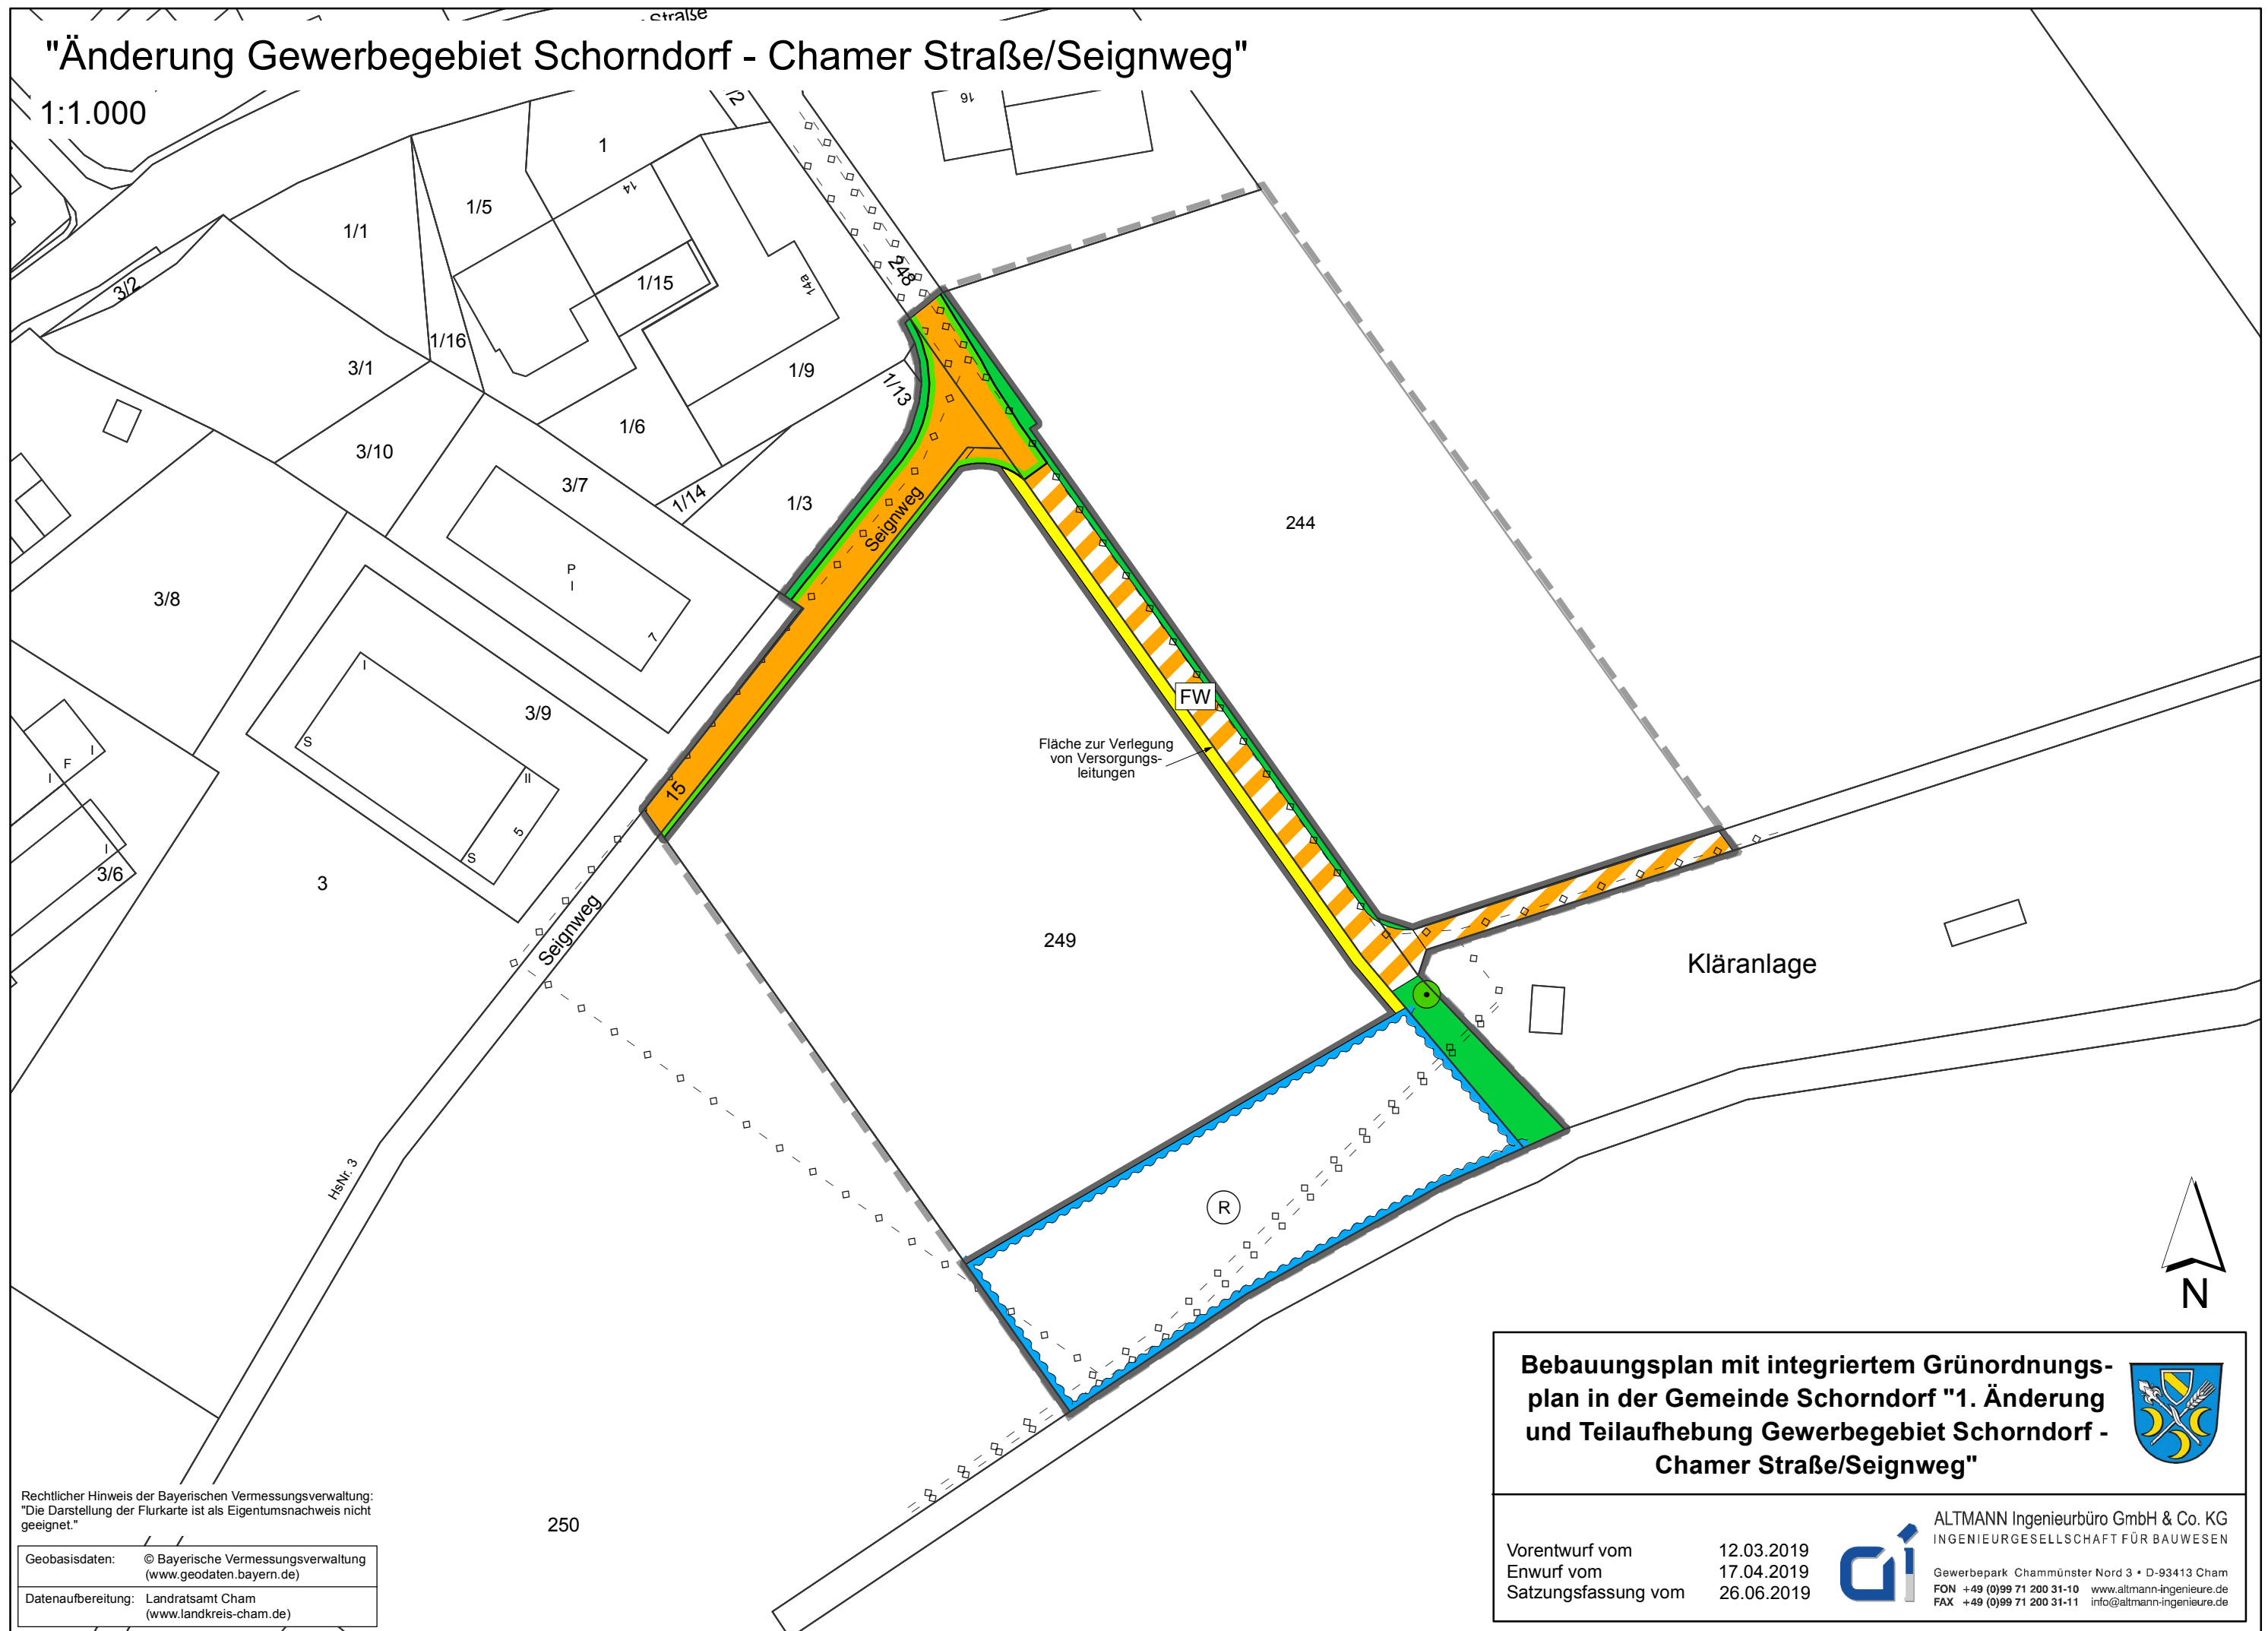 Straße
"Änderung Gewerbegebiet Schorndorf - Chamer Straße/Seignweg"
1:1.000
/2
16
1
14
1/5
1/1
248
14a
1/15
3/2
1/16
3/1
1/9
1/13
1/6
3/10
3/7
1/14
1/3
Seignweg
244
P
I
7
3/8
I
3/9
FW
S
I
F
I
II
Fläche zur Verlegung
von Versorgungs-
leitungen
15
5
I
S
3/6
3
Seignweg
249
Kläranlage
HsNr. 3
R
N
250
Rechtlicher Hinweis der Bayerischen Vermessungsverwaltung:
"Die Darstellung der Flurkarte ist als Eigentumsnachweis nicht
geeignet."
Geobasisdaten: © Bayerische Vermessungsverwaltung
(www.geodaten.bayern.de)
Datenaufbereitung: Landratsamt Cham
(www.landkreis-cham.de)
Bebauungsplan mit integriertem Grünordnungs-
plan in der Gemeinde Schorndorf "1. Änderung
und Teilaufhebung Gewerbegebiet Schorndorf -
Chamer Straße/Seignweg"
Vorentwurf vom 12.03.2019
Enwurf vom 17.04.2019
Satzungsfassung vom 26.06.2019
ALTMANN Ingenieurbüro GmbH & Co. KG
INGENIEURGESELLSCHAFT FÜR BAUWESEN
Gewerbepark Chammünster Nord 3 • D-93413 Cham
FON +49 (0)99 71 200 31-10 www.altmann-ingenieure.de
FAX +49 (0)99 71 200 31-11 info@altmann-ingenieure.de